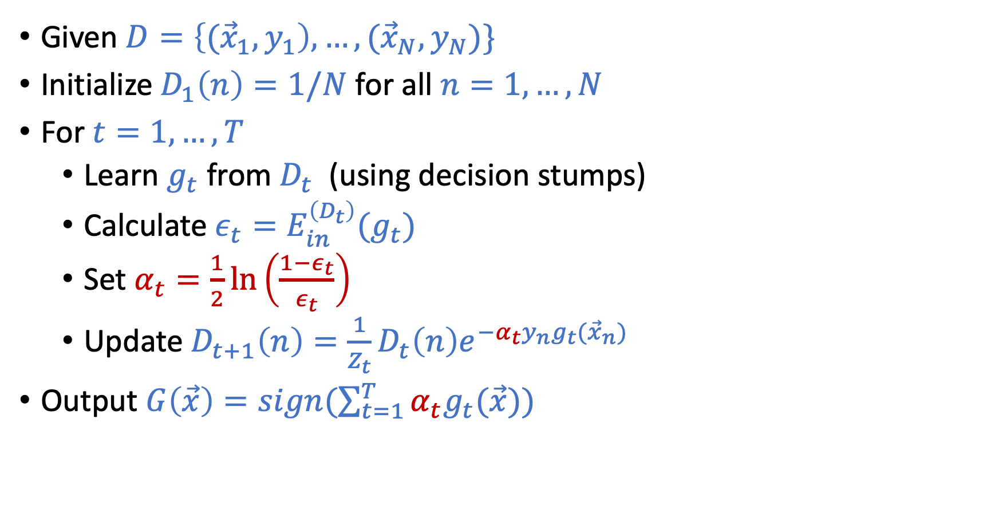 • Given $D = \{(\vec{x}_1, y_1), \ldots, (\vec{x}_N, y_N)\}$
• Initialize $D_1(n) = 1/N$ for all $n = 1, \ldots, N$
• For $t = 1, \ldots, T$
• Learn $g_t$ from $D_t$ (using decision stumps)
• Calculate $\epsilon_t = E_{in}^{(D_t)}(g_t)$
• Set $\alpha_t = \frac{1}{2} \ln \left( \frac{1-\epsilon_t}{\epsilon_t} \right)$
• Update $D_{t+1}(n) = \frac{1}{Z_t} D_t(n) e^{-\alpha_t y_n g_t(\vec{x}_n)}$
• Output $G(\vec{x}) = sign(\sum_{t=1}^{T} \alpha_t g_t(\vec{x}))$